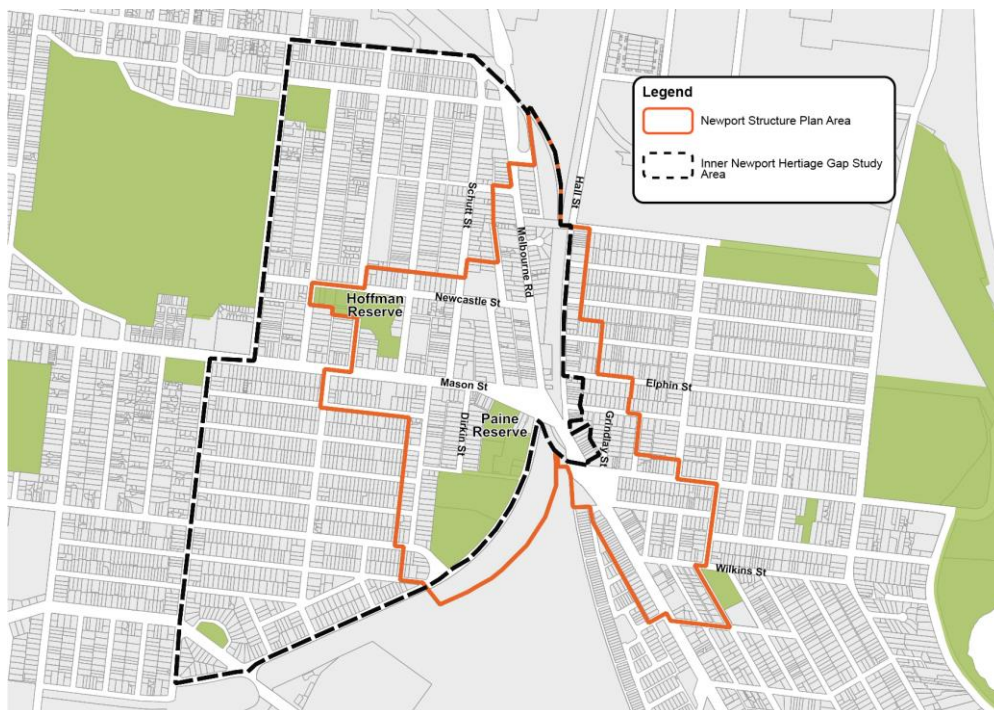 Legend
Newport Structure Plan Area
Inner Newport Hertiage Gap Study
Area
Hall St
Schutt St
Melbourne Rd
Hoffman
Reserve
Newcastle St
Mason St
Elphin St
Paine
Reserve
Dirkin St
Grinday St
Wilkins St